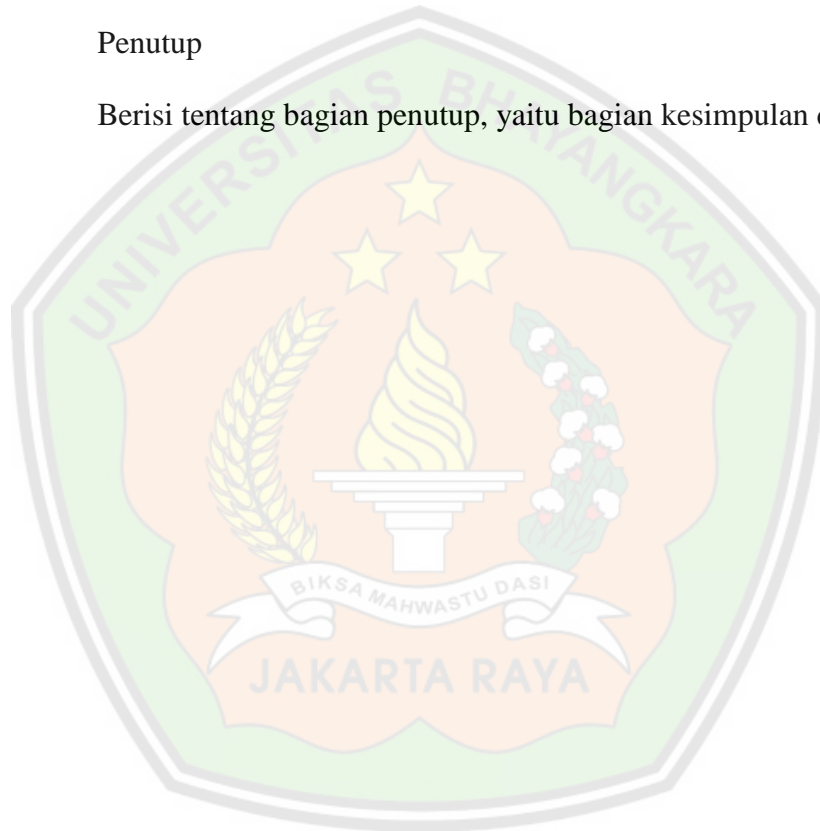 Penutup
Berisi tentang bagian penutup, yaitu bagian kesimpulan
UNIVERSITAS BHAYANGKARA
BIKSA MAHWASTU DASI
JAKARTA RAYA